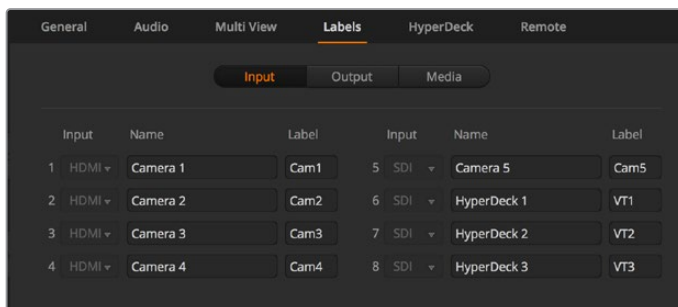 General Audio Multi View Labels HyperDeck Remote
Input Output Media
Input Name Label Input Name Label
1 HDMI Camera 1 Cam1 5 SDI Camera 5 Cam5
2 HDMI Camera 2 Cam2 6 SDI HyperDeck 1 VT1
3 HDMI Camera 3 Cam3 7 SDI HyperDeck 2 VT2
4 HDMI Camera 4 Cam4 8 SDI HyperDeck 3 VT3